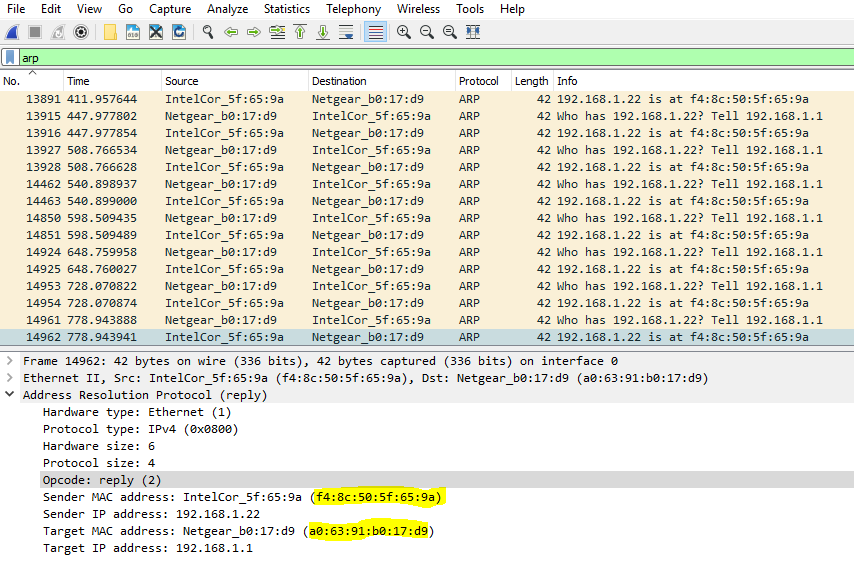 File Edit View Go Capture Analyze Statistics Telephony Wireless Tools Help
arp
No. Time Source Destination Protocol Length Info
13891 411.957644 IntelCor_5f:65:9a Netgear_b0:17:d9 ARP 42 192.168.1.22 is at f4:8c:50:5f:65:9a
13915 447.977802 Netgear_b0:17:d9 IntelCor_5f:65:9a ARP 42 Who has 192.168.1.22? Tell 192.168.1.1
13916 447.977854 IntelCor_5f:65:9a Netgear_b0:17:d9 ARP 42 192.168.1.22 is at f4:8c:50:5f:65:9a
13927 508.766534 Netgear_b0:17:d9 IntelCor_5f:65:9a ARP 42 Who has 192.168.1.22? Tell 192.168.1.1
13928 508.766628 IntelCor_5f:65:9a Netgear_b0:17:d9 ARP 42 192.168.1.22 is at f4:8c:50:5f:65:9a
14462 540.898937 Netgear_b0:17:d9 IntelCor_5f:65:9a ARP 42 Who has 192.168.1.22? Tell 192.168.1.1
14463 540.899000 IntelCor_5f:65:9a Netgear_b0:17:d9 ARP 42 192.168.1.22 is at f4:8c:50:5f:65:9a
14850 598.509435 Netgear_b0:17:d9 IntelCor_5f:65:9a ARP 42 Who has 192.168.1.22? Tell 192.168.1.1
14851 598.509489 IntelCor_5f:65:9a Netgear_b0:17:d9 ARP 42 192.168.1.22 is at f4:8c:50:5f:65:9a
14924 648.759958 Netgear_b0:17:d9 IntelCor_5f:65:9a ARP 42 Who has 192.168.1.22? Tell 192.168.1.1
14925 648.760027 IntelCor_5f:65:9a Netgear_b0:17:d9 ARP 42 192.168.1.22 is at f4:8c:50:5f:65:9a
14953 728.070822 Netgear_b0:17:d9 IntelCor_5f:65:9a ARP 42 Who has 192.168.1.22? Tell 192.168.1.1
14954 728.070874 IntelCor_5f:65:9a Netgear_b0:17:d9 ARP 42 192.168.1.22 is at f4:8c:50:5f:65:9a
14961 778.943888 Netgear_b0:17:d9 IntelCor_5f:65:9a ARP 42 Who has 192.168.1.22? Tell 192.168.1.1
14962 778.943941 IntelCor_5f:65:9a Netgear_b0:17:d9 ARP 42 192.168.1.22 is at f4:8c:50:5f:65:9a
Frame 14962: 42 bytes on wire (336 bits), 42 bytes captured (336 bits) on interface 0
Ethernet II, Src: IntelCor_5f:65:9a (f4:8c:50:5f:65:9a), Dst: Netgear_b0:17:d9 (a0:63:91:b0:17:d9)
Address Resolution Protocol (reply)
Hardware type: Ethernet (1)
Protocol type: IPv4 (0x0800)
Hardware size: 6
Protocol size: 4
Opcode: reply (2)
Sender MAC address: IntelCor_5f:65:9a (f4:8c:50:5f:65:9a)
Sender IP address: 192.168.1.22
Target MAC address: Netgear_b0:17:d9 (a0:63:91:b0:17:d9)
Target IP address: 192.168.1.1